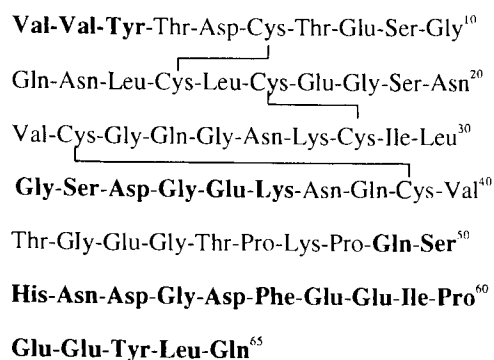 Val-Val-Tyr-Thr-Asp-Cys-Thr-Glu-Ser-Gly10
Gln-Asn-Leu-Cys-Leu-Cys-Glu-Gly-Ser-Asn20
Val-Cys-Gly-Gln-Gly-Asn-Lys-Cys-Ile-Leu30
Gly-Ser-Asp-Gly-Glu-Lys-Asn-Gln-Cys-Val40
Thr-Gly-Glu-Gly-Thr-Pro-Lys-Pro-Gln-Ser50
His-Asn-Asp-Gly-Asp-Phe-Glu-Glu-Ile-Pro60
Glu-Glu-Tyr-Leu-Gln65